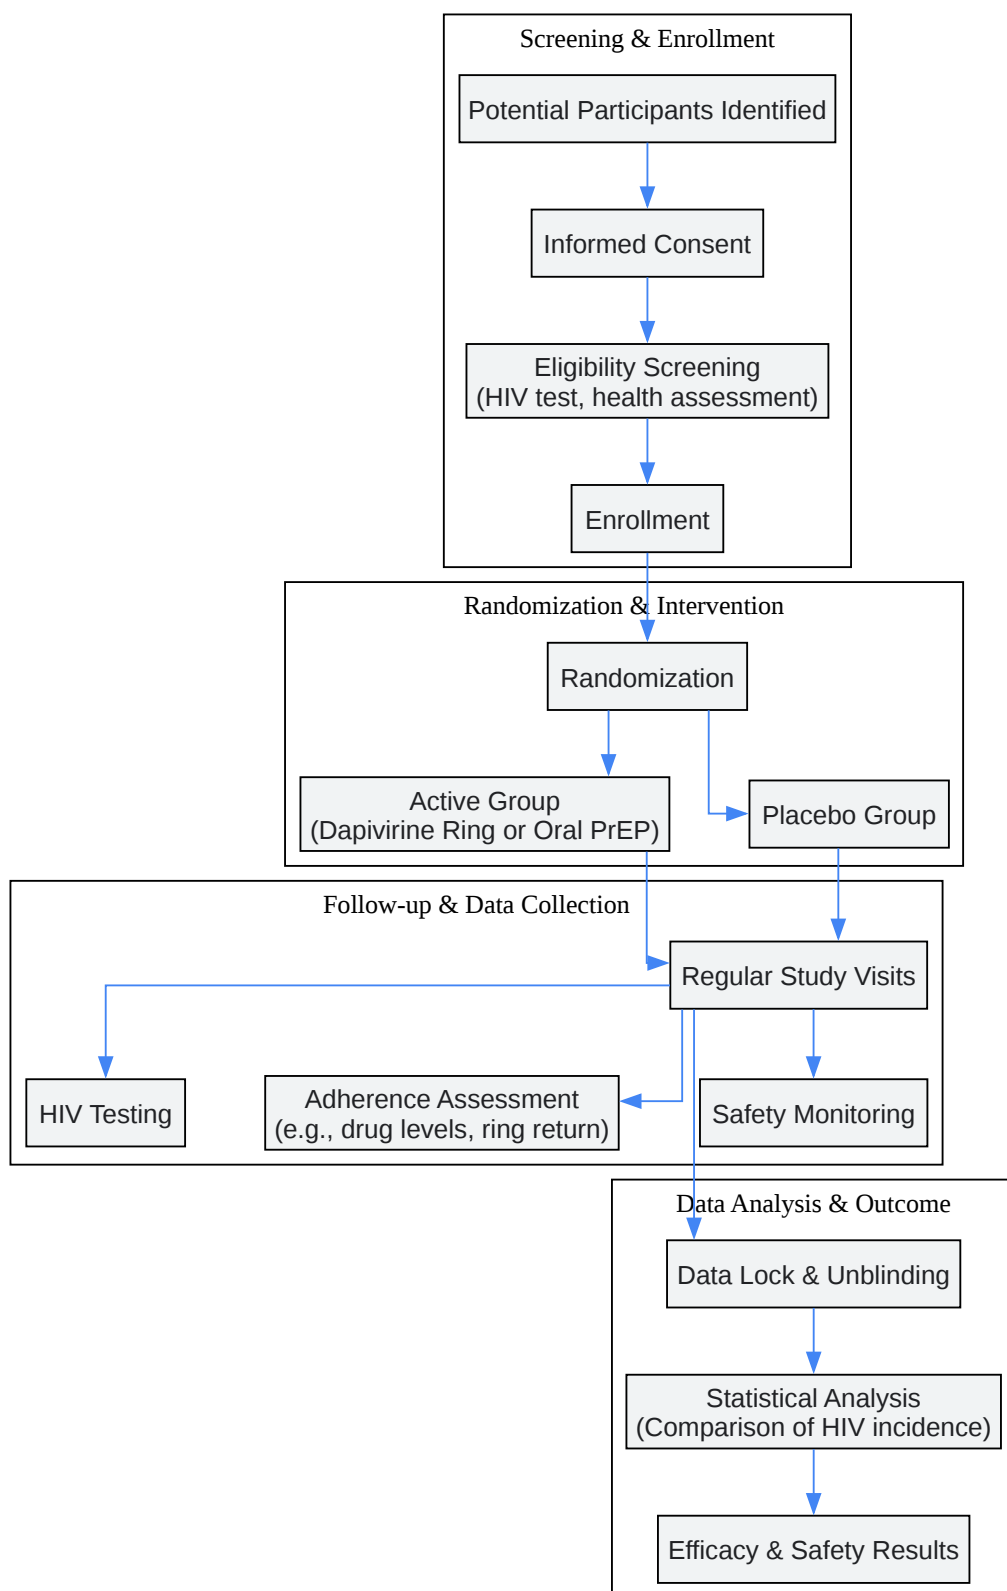 Screening & Enrollment
Potential Participants Identified
Informed Consent
Eligibility Screening
(HIV test, health assessment)
Enrollment
Randomization & Intervention
Randomization
Active Group
(Dapivirine Ring or Oral PrEP)
Placebo Group
Follow-up & Data Collection
Regular Study Visits
HIV Testing
Adherence Assessment
(e.g., drug levels, ring return)
Safety Monitoring
Data Analysis & Outcome
Data Lock & Unblinding
Statistical Analysis
(Comparison of HIV incidence)
Efficacy & Safety Results